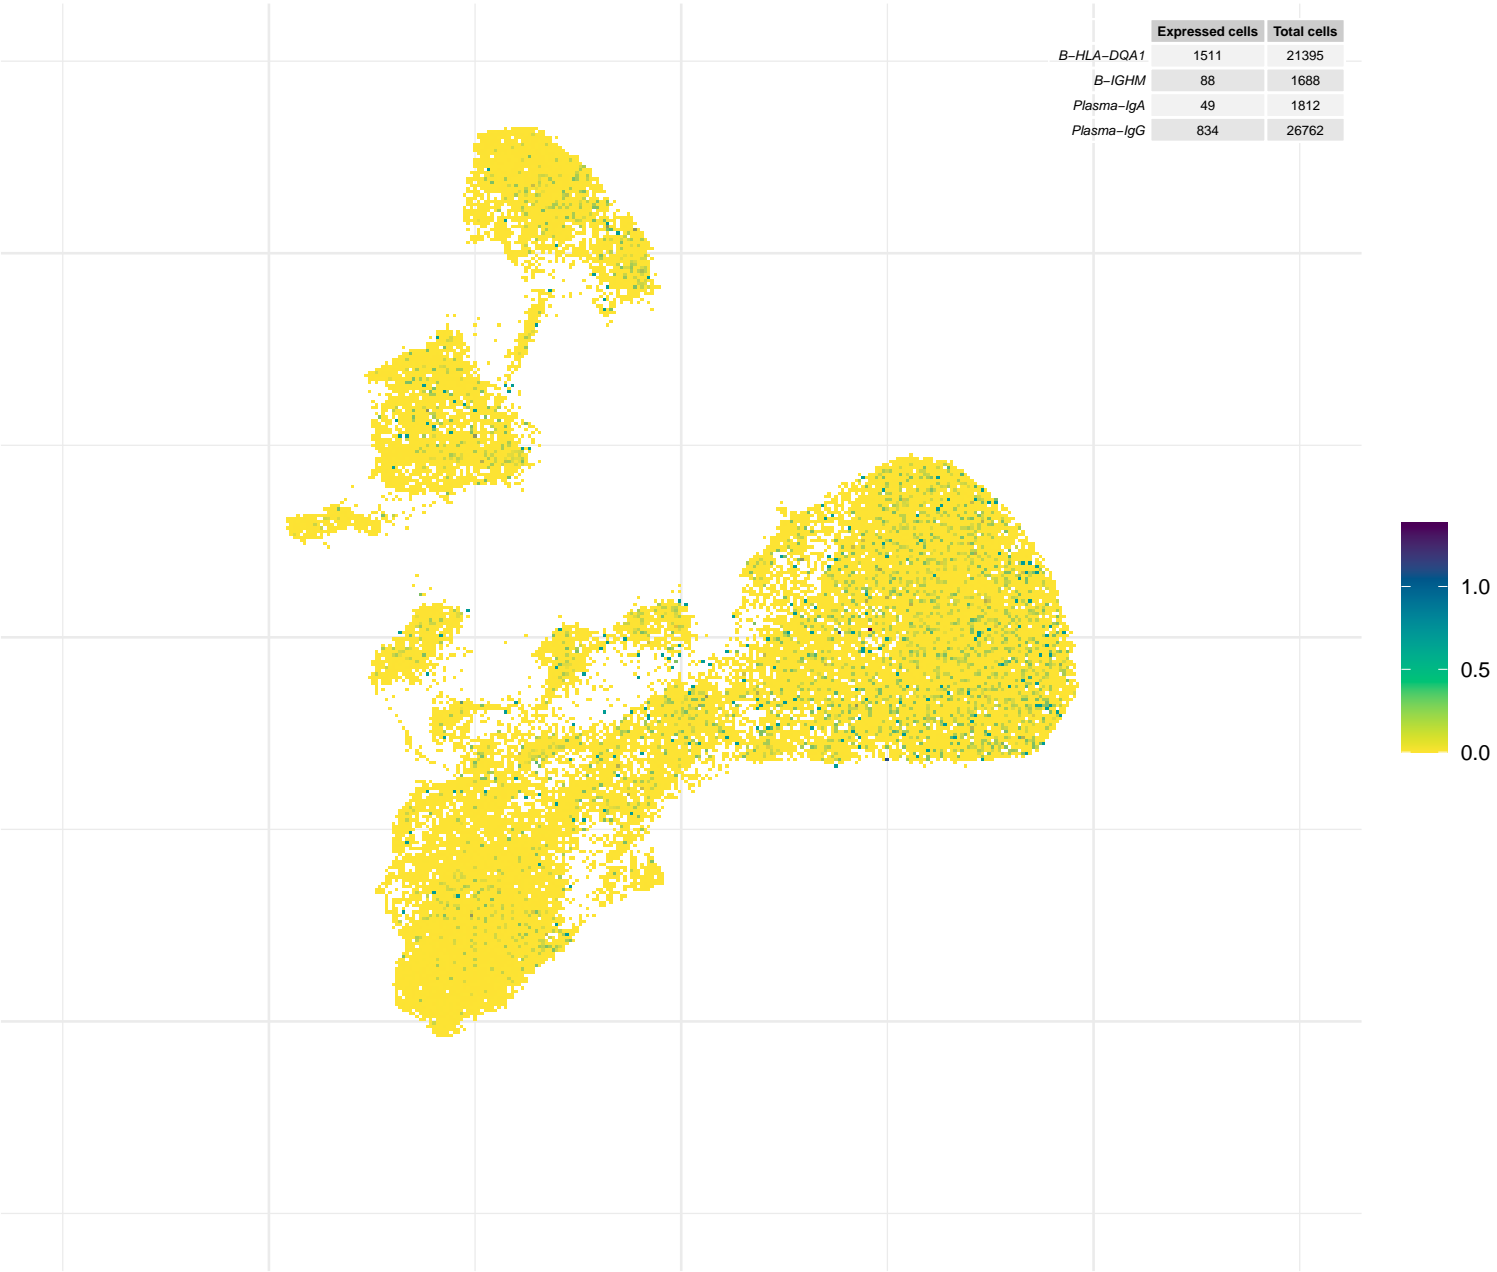 Expressed cells Total cells
B−HLA−DQA1 1511 21395
B−IGHM 88 1688
Plasma−IgA 49 1812
Plasma−IgG 834 26762
1.0
0.5
0.0